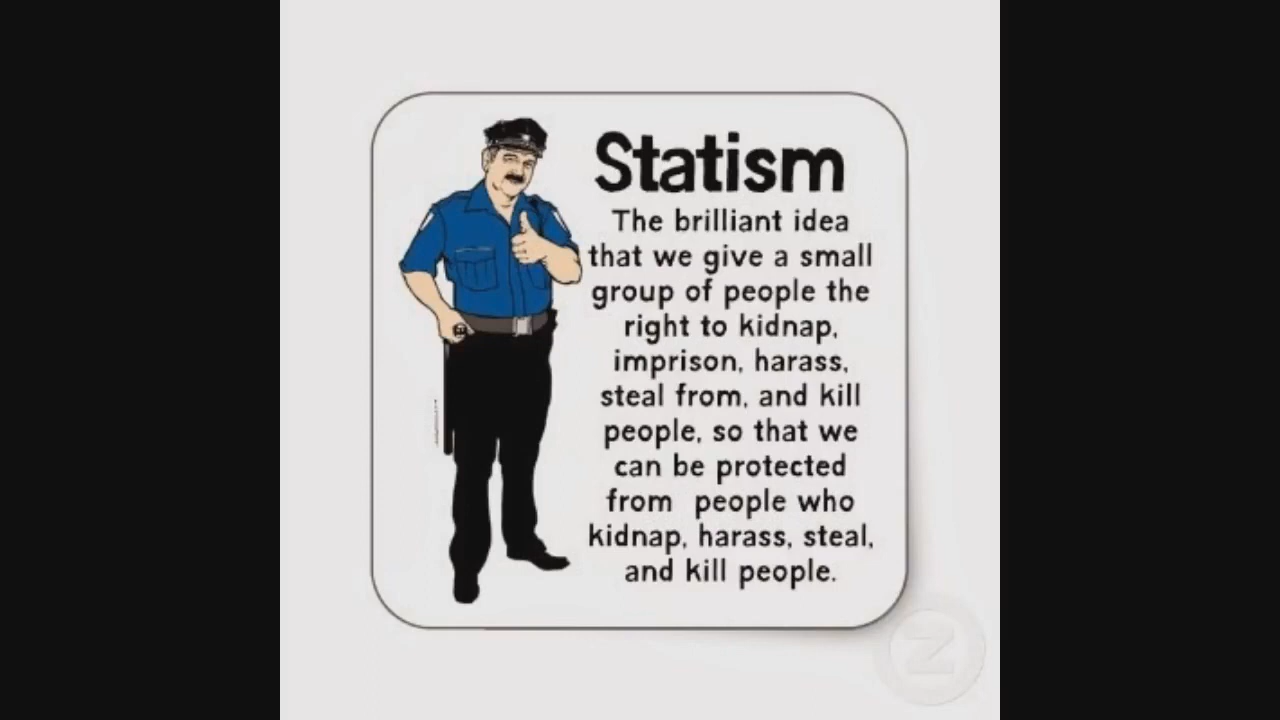 Statism
The brilliant idea
that we give a small
group of people the
right to kidnap,
imprison, harass,
steal from, and kill
people, so that we
can be protected
from people who
kidnap, harass, steal,
and kill people.
Z